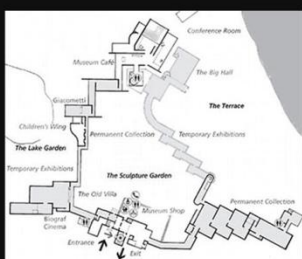 Conference Room
Museum Café
The Big Hall
Giacometti
The Terrace
Children's Wing
Permanent Collection
Temporary Exhibitions
The Lake Garden
Temporary Exhibitions
The Sculpture Garden
The Old Villa
Museum Shop
Permanent Collection
Biograf
Cinema
Entrance
Exit